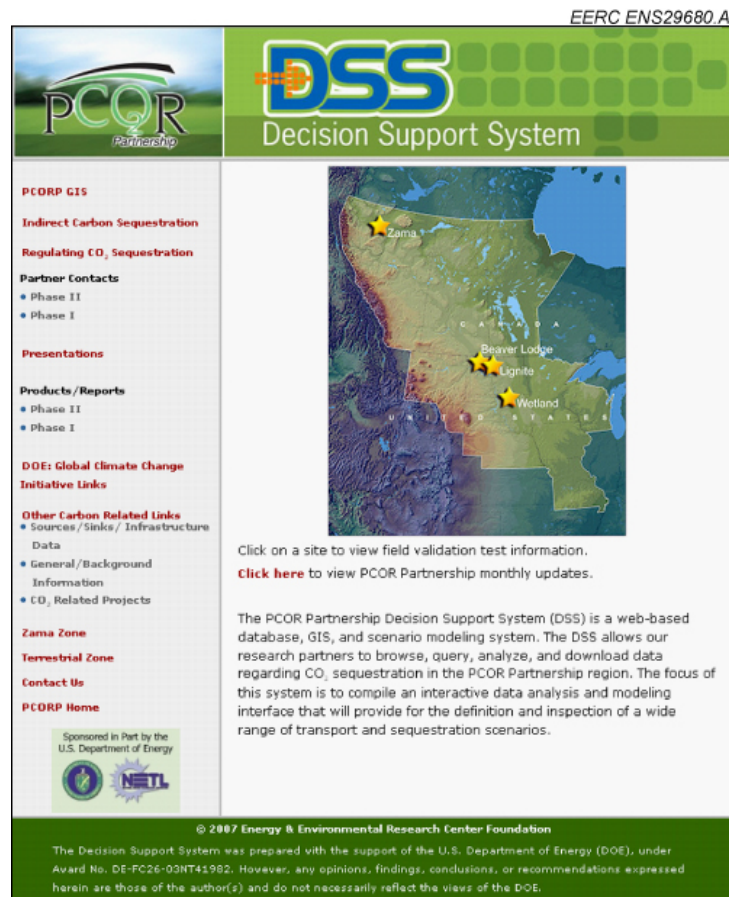 EERC ENS29680.A
PCO2R
Partnership
DSS
Decision Support System
PCORP GIS
Indirect Carbon Sequestration
Regulating CO2 Sequestration
Partner Contacts
• Phase II
• Phase I
Presentations
Products/Reports
• Phase II
• Phase I
DOE: Global Climate Change
Initiative Links
Other Carbon Related Links
• Sources/Sinks/ Infrastructure
Data
• General/Background
Information
• CO2 Related Projects
Zama Zone
Terrestrial Zone
Contact Us
PCORP Home
Sponsored in Part by the
U.S. Department of Energy
NETL
Zama
CANADA
Beaver Lodge
Lignite
Wetland
UNITED STATES
Click on a site to view field validation test information.
Click here to view PCOR Partnership monthly updates.
The PCOR Partnership Decision Support System (DSS) is a web-based
database, GIS, and scenario modeling system. The DSS allows our
research partners to browse, query, analyze, and download data
regarding CO2 sequestration in the PCOR Partnership region. The focus of
this system is to compile an interactive data analysis and modeling
interface that will provide for the definition and inspection of a wide
range of transport and sequestration scenarios.
© 2007 Energy & Environmental Research Center Foundation
The Decision Support System was prepared with the support of the U.S. Department of Energy (DOE), under
Award No. DE-FC26-03NT41982. However, any opinions, findings, conclusions, or recommendations expressed
herein are those of the author(s) and do not necessarily reflect the views of the DOE.